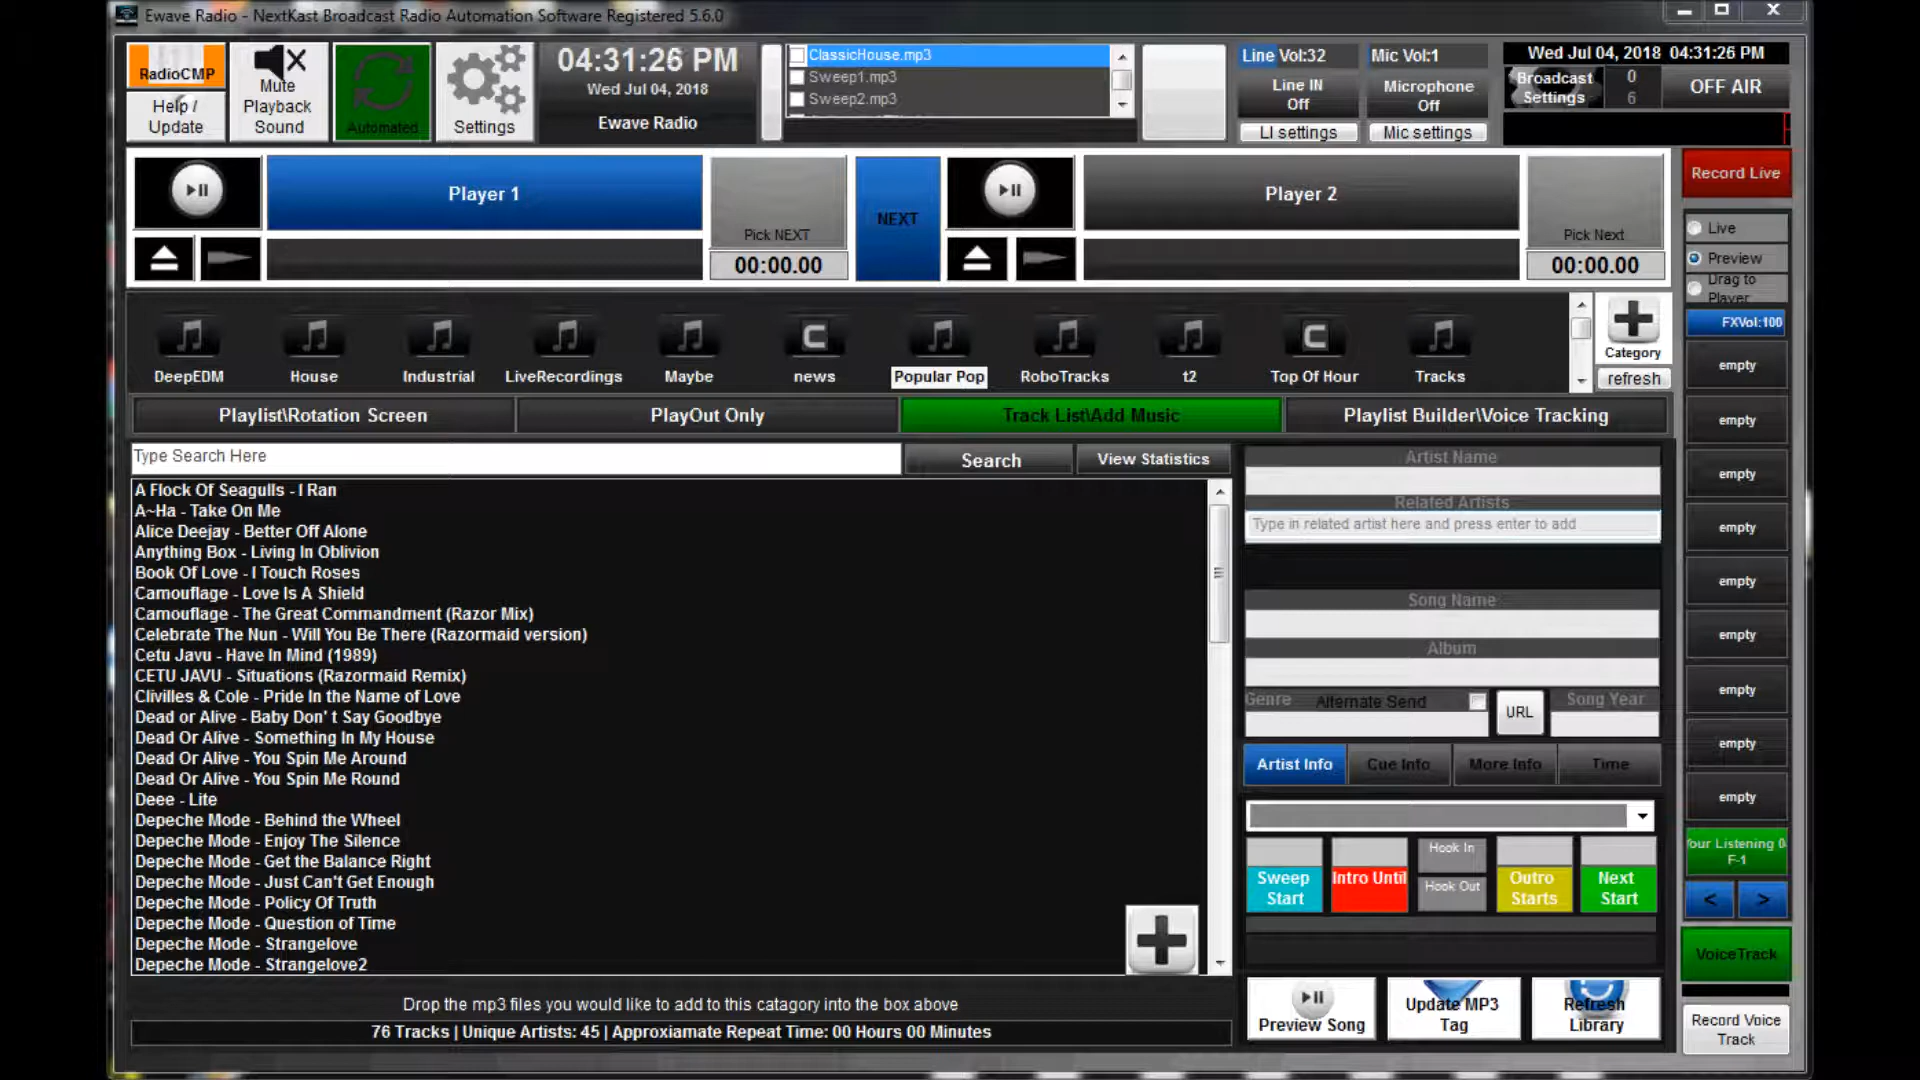 Ewave Radio - NextKast Broadcast Radio Automation Software Registered 5.6.0
RadioCMP
Help /
Update
Mute
Playback
Sound
Automated
Settings
04:31:26 PM
Wed Jul 04, 2018
Ewave Radio
ClassicHouse.mp3
Sweep1.mp3
Sweep2.mp3
Line Vol:32
Line IN
Off
LI settings
Mic Vol:1
Microphone
Off
Mic settings
Wed Jul 04, 2018 04:31:26 PM
Broadcast
Settings
0
6
OFF AIR
Player 1
Pick NEXT
00:00.00
NEXT
Player 2
Pick Next
00:00.00
Record Live
Live
Preview
Drag to
Player
FXVol:100
DeepEDM
House
Industrial
LiveRecordings
Maybe
C
news
Popular Pop
RoboTracks
t2
C
Top Of Hour
Tracks
Category
refresh
Playlist\Rotation Screen
PlayOut Only
Track List\Add Music
Playlist Builder\Voice Tracking
Type Search Here
Search
View Statistics
A Flock Of Seagulls - I Ran
A~Ha - Take On Me
Alice Deejay - Better Off Alone
Anything Box - Living In Oblivion
Book Of Love - I Touch Roses
Camouflage - Love Is A Shield
Camouflage - The Great Commandment (Razor Mix)
Celebrate The Nun - Will You Be There (Razormaid version)
Cetu Javu - Have In Mind (1989)
CETU JAVU - Situations (Razormaid Remix)
Clivilles & Cole - Pride In the Name of Love
Dead or Alive - Baby Don' t Say Goodbye
Dead Or Alive - Something In My House
Dead Or Alive - You Spin Me Around
Dead Or Alive - You Spin Me Round
Deee - Lite
Depeche Mode - Behind the Wheel
Depeche Mode - Enjoy The Silence
Depeche Mode - Get the Balance Right
Depeche Mode - Just Can't Get Enough
Depeche Mode - Policy Of Truth
Depeche Mode - Question of Time
Depeche Mode - Strangelove
Depeche Mode - Strangelove2
Drop the mp3 files you would like to add to this catagory into the box above
76 Tracks | Unique Artists: 45 | Approxiamate Repeat Time: 00 Hours 00 Minutes
Artist Name
Related Artists
Type in related artist here and press enter to add
Song Name
Album
Genre
Alternate Send
URL
Song Year
Artist Info
Cue Info
More Info
Time
Sweep
Start
Intro Until
Hook In
Hook Out
Outro
Starts
Next
Start
Preview Song
Update MP3
Tag
Refresh
Library
empty
empty
empty
empty
empty
empty
empty
empty
empty
our Listening 0
F-1
<
>
VoiceTrack
Record Voice
Track